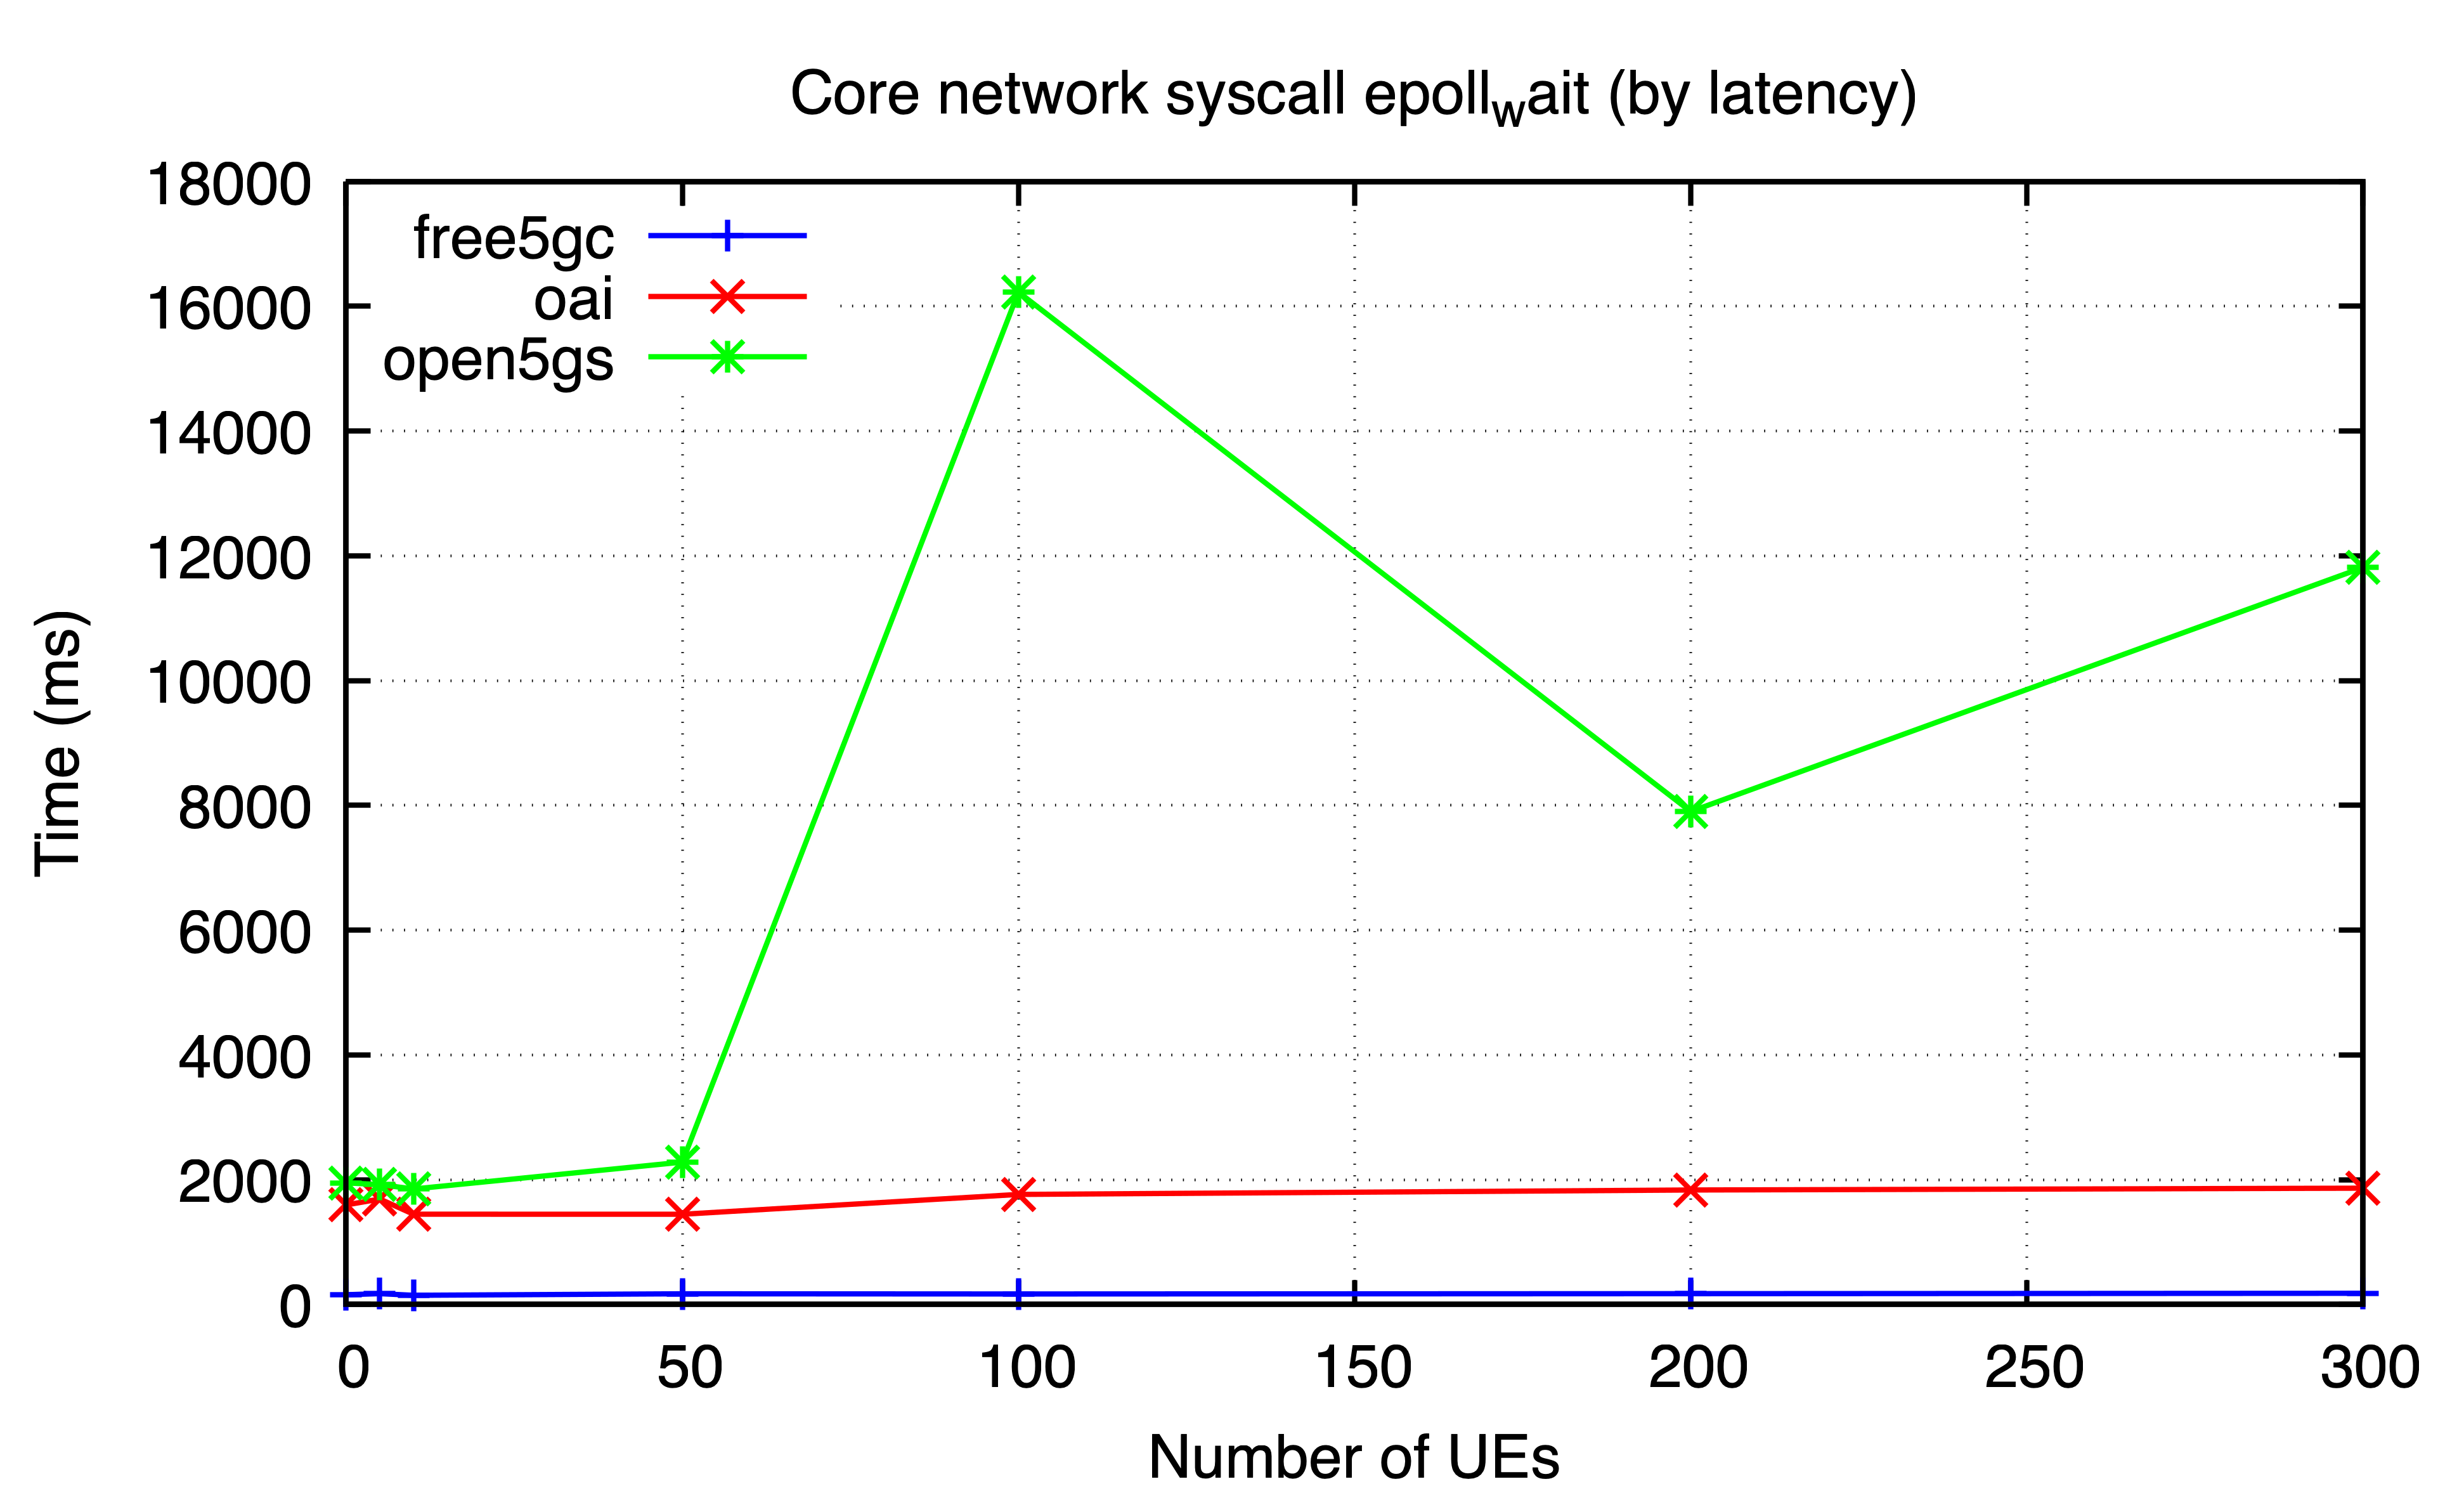 Core network syscall epollwait (by latency)
18000
16000
14000
12000
10000
8000
6000
4000
2000
0
free5gc
oai
open5gs
Time (ms)
0 50 100 150 200 250 300
Number of UEs